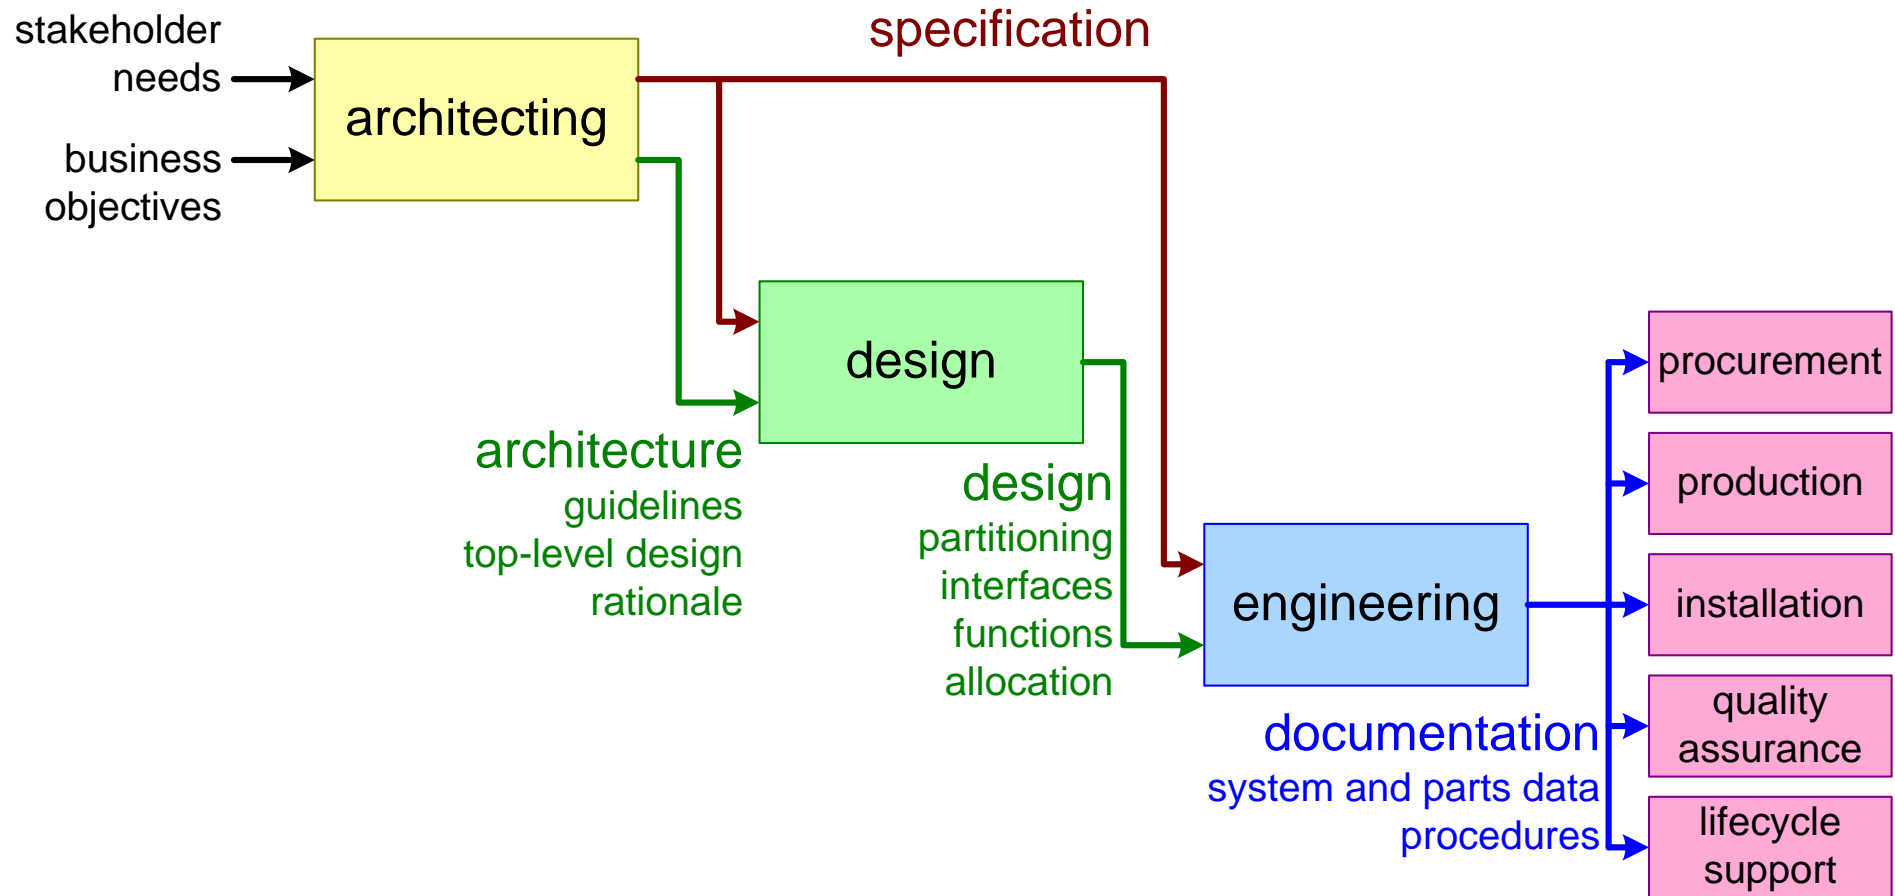 stakeholder
needs
business
objectives
architecting
specification
design
architecture
guidelines
top-level design
rationale
design
partitioning
interfaces
functions
allocation
engineering
documentation
system and parts data
procedures
procurement
production
installation
quality
assurance
lifecycle
support